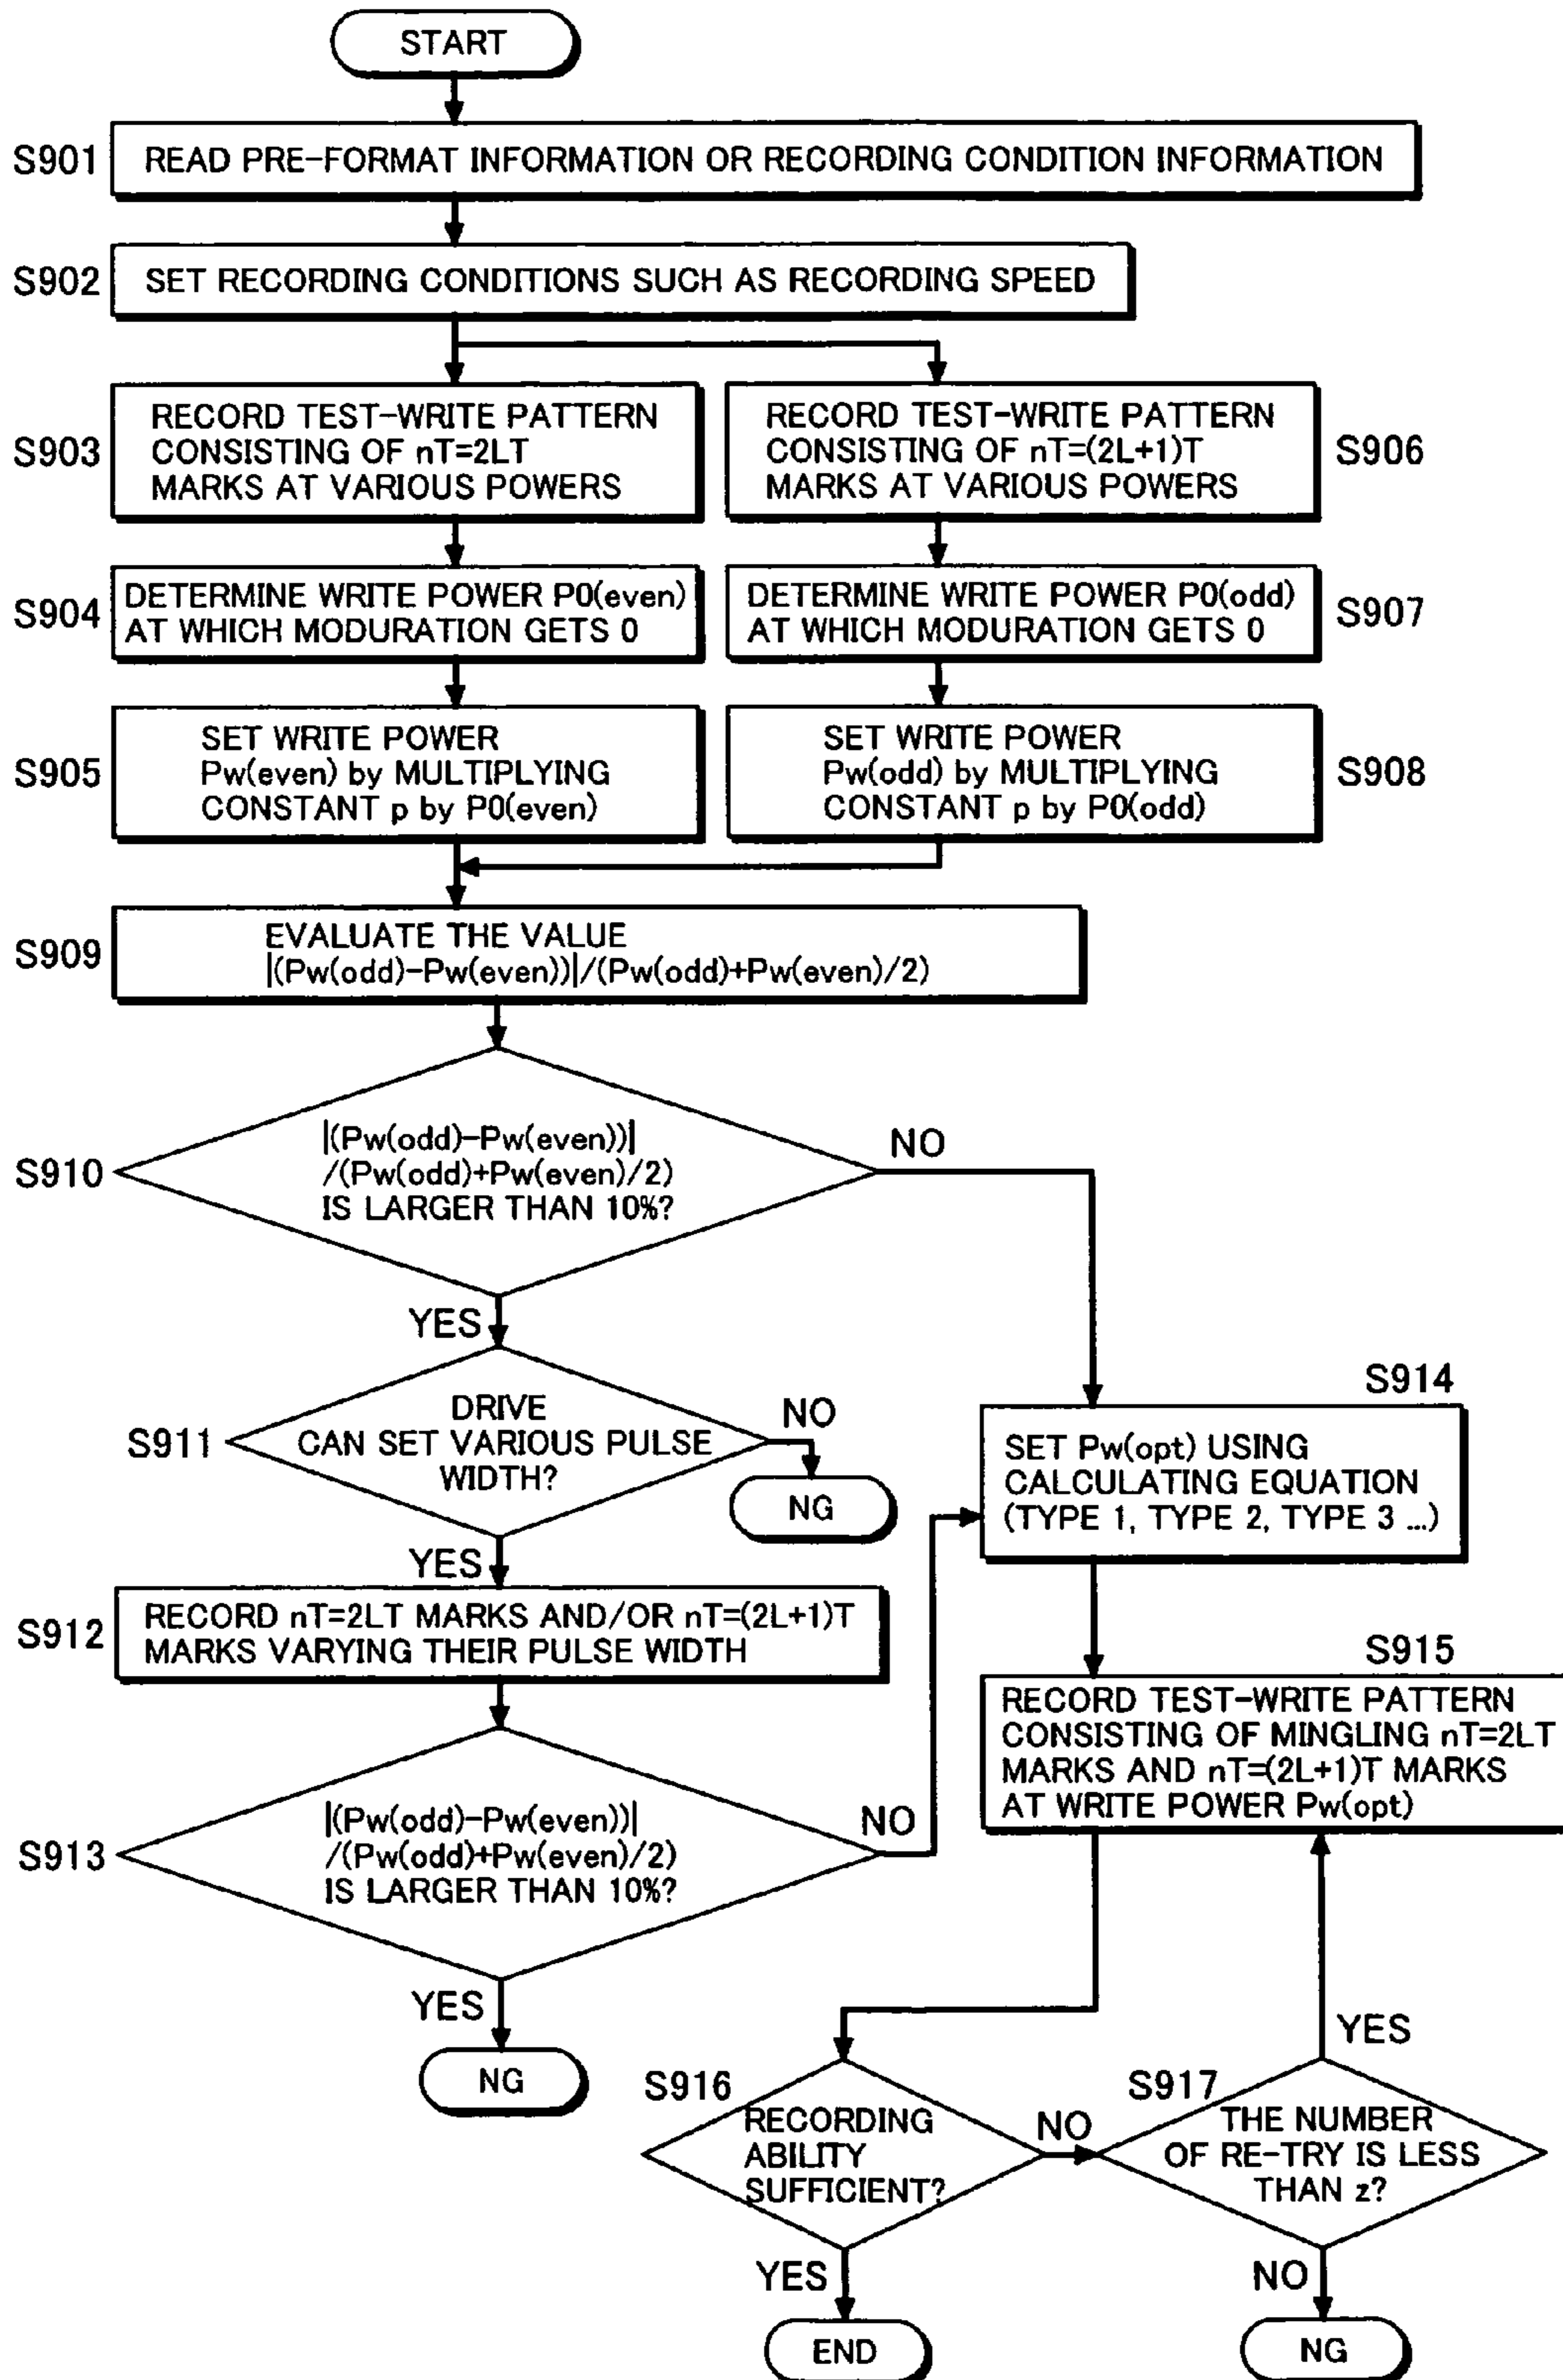 START
S901
READ PRE-FORMAT INFORMATION OR RECORDING CONDITION INFORMATION
S902
SET RECORDING CONDITIONS SUCH AS RECORDING SPEED
S903
RECORD TEST-WRITE PATTERN
CONSISTING OF nT=2LT
MARKS AT VARIOUS POWERS
RECORD TEST-WRITE PATTERN
CONSISTING OF nT=(2L+1)T
MARKS AT VARIOUS POWERS
S906
S904
DETERMINE WRITE POWER P0(even)
AT WHICH MODURATION GETS 0
DETERMINE WRITE POWER P0(odd)
AT WHICH MODURATION GETS 0
S907
S905
SET WRITE POWER
Pw(even) by MULTIPLYING
CONSTANT p by P0(even)
SET WRITE POWER
Pw(odd) by MULTIPLYING
CONSTANT p by P0(odd)
S908
S909
EVALUATE THE VALUE
|(Pw(odd)-Pw(even))|/(Pw(odd)+Pw(even)/2)
S910
|(Pw(odd)-Pw(even))|
/(Pw(odd)+Pw(even)/2)
IS LARGER THAN 10%?
NO
YES
S911
DRIVE
CAN SET VARIOUS PULSE
WIDTH?
NO
NG
YES
S912
RECORD nT=2LT MARKS AND/OR nT=(2L+1)T
MARKS VARYING THEIR PULSE WIDTH
S913
|(Pw(odd)-Pw(even))|
/(Pw(odd)+Pw(even)/2)
IS LARGER THAN 10%?
NO
YES
NG
S914
SET Pw(opt) USING
CALCULATING EQUATION
(TYPE 1, TYPE 2, TYPE 3 ...)
S915
RECORD TEST-WRITE PATTERN
CONSISTING OF MINGLING nT=2LT
MARKS AND nT=(2L+1)T MARKS
AT WRITE POWER Pw(opt)
S916
RECORDING
ABILITY
SUFFICIENT?
NO
YES
END
S917
THE NUMBER
OF RE-TRY IS LESS
THAN z?
YES
NO
NG